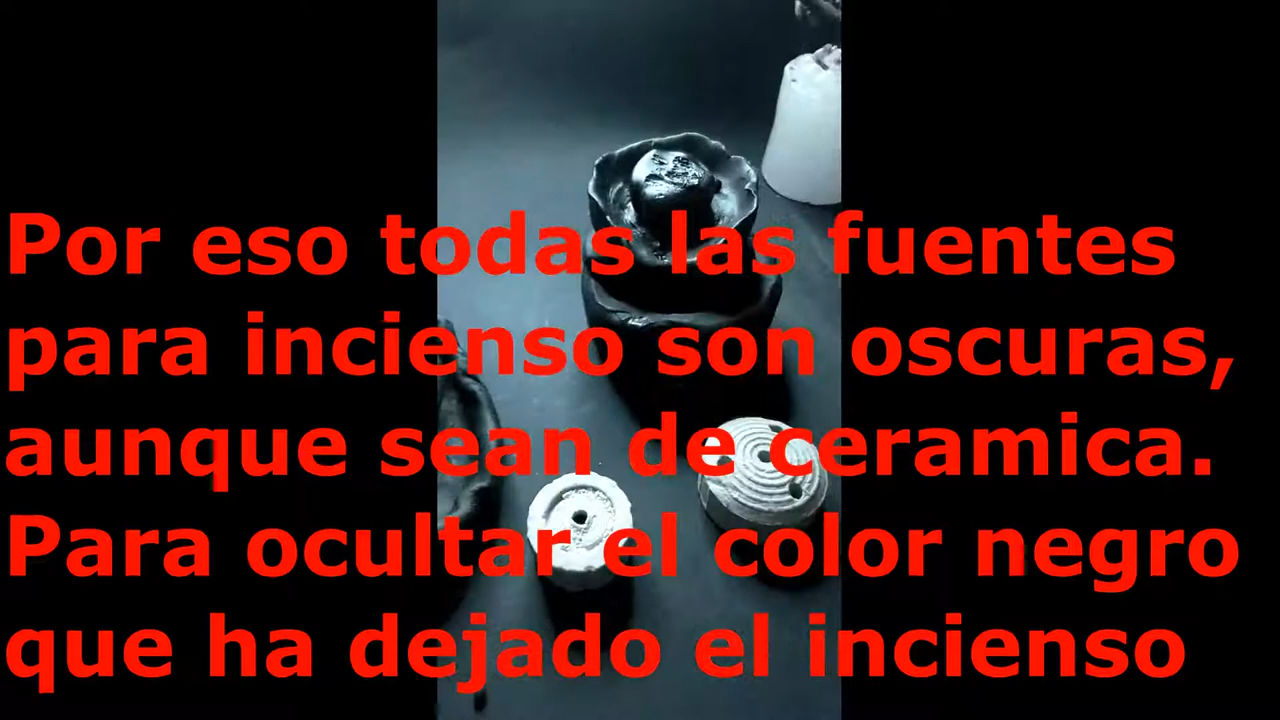 Por eso todas las fuentes
para incienso son oscuras,
aunque sean de ceramica.
Para ocultar el color negro
que ha dejado el incienso